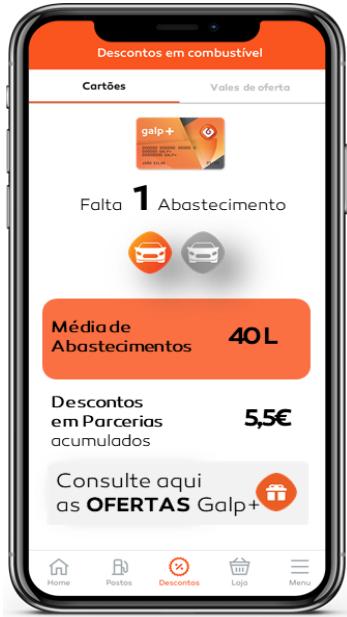 Descontos em combustível
Cartões
Vales de oferta
galp+
Falta 1 Abastecimento
Média de
Abastecimentos
40 L
Descontos
em Parcerias
acumulados
5,5€
Consulte aqui
as OFERTAS Galp+
Home
Postos
Descontos
Loja
Menu